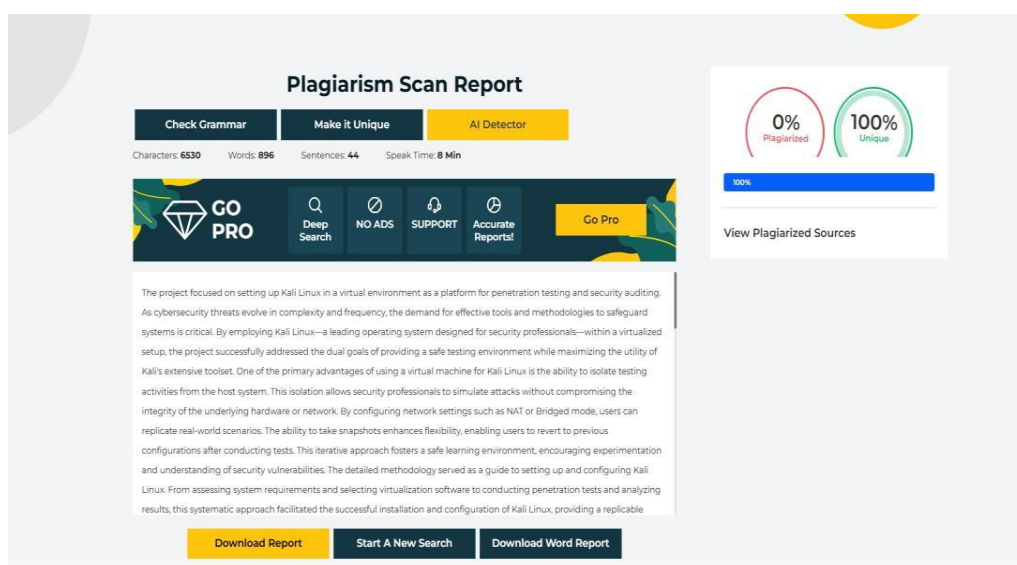 Plagiarism Scan Report
Check Grammar Make it Unique AI Detector
Characters: 6530 Words: 896 Sentences: 44 Speak Time: 8 Min
GO PRO
Deep Search
NO ADS
SUPPORT
Accurate Reports!
Go Pro
The project focused on setting up Kali Linux in a virtual environment as a platform for penetration testing and security auditing.
As cybersecurity threats evolve in complexity and frequency, the demand for effective tools and methodologies to safeguard
systems is critical. By employing Kali Linux—a leading operating system designed for security professionals—within a virtualized
setup, the project successfully addressed the dual goals of providing a safe testing environment while maximizing the utility of
Kali's extensive toolset. One of the primary advantages of using a virtual machine for Kali Linux is the ability to isolate testing
activities from the host system. This isolation allows security professionals to simulate attacks without compromising the
integrity of the underlying hardware or network. By configuring network settings such as NAT or Bridged mode, users can
replicate real-world scenarios. The ability to take snapshots enhances flexibility, enabling users to revert to previous
configurations after conducting tests. This iterative approach fosters a safe learning environment, encouraging experimentation
and understanding of security vulnerabilities. The detailed methodology served as a guide to setting up and configuring Kali
Linux. From assessing system requirements and selecting virtualization software to conducting penetration tests and analyzing
results, this systematic approach facilitated the successful installation and configuration of Kali Linux, providing a replicable
Download Report Start A New Search Download Word Report
0%
Plagiarized
100%
Unique
100%
View Plagiarized Sources